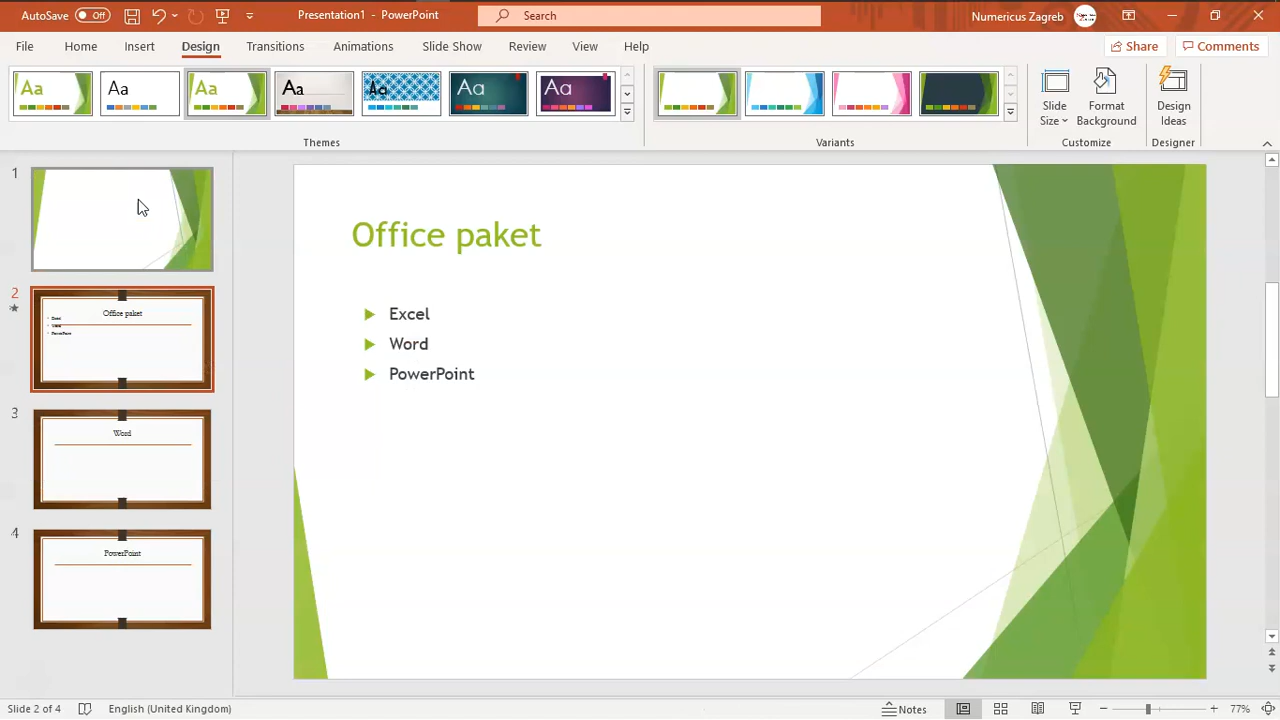 AutoSave Off Presentation1 - PowerPoint Search Numericus Zagreb
File Home Insert Design Transitions Animations Slide Show Review View Help Share Comments
Aa Aa Aa Aa Aa Aa Aa
Slide Size
Format Background
Design Ideas
Themes Variants Customize Designer
1
2
Office paket
Excel
Word
PowerPoint
3
Word
4
PowerPoint
Office paket
Excel
Word
PowerPoint
Slide 2 of 4 English (United Kingdom) Notes 77%